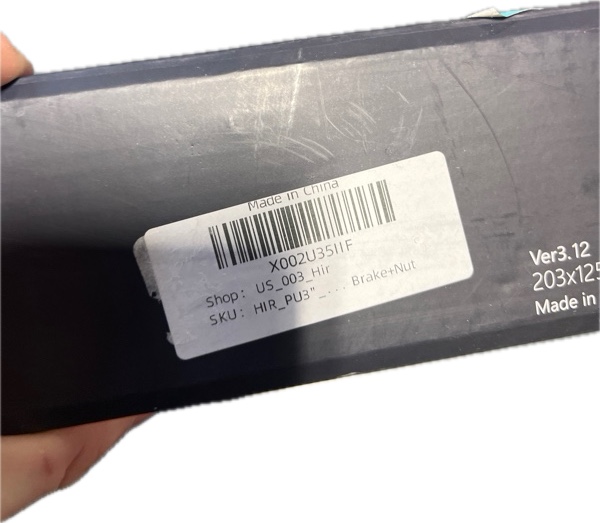 Made in China
X002U35I1F
Shop: US_003_Hir
SKU: HIR_PU3"_... Brake+Nut
Ver3.12
203x125
Made in